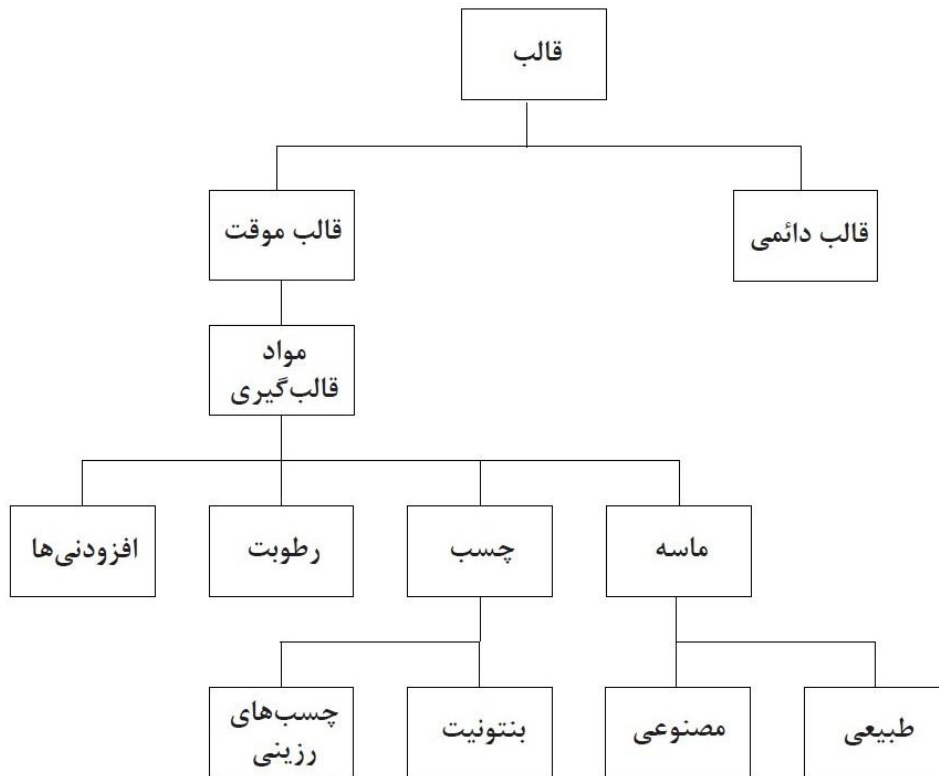 قالب
قالب دائمی
قالب موقت
مواد
قالب‌گیری
ماسه
چسب
رطوبت
افزودنی‌ها
طبیعی
مصنوعی
بنتونیت
چسب‌های
رزینی